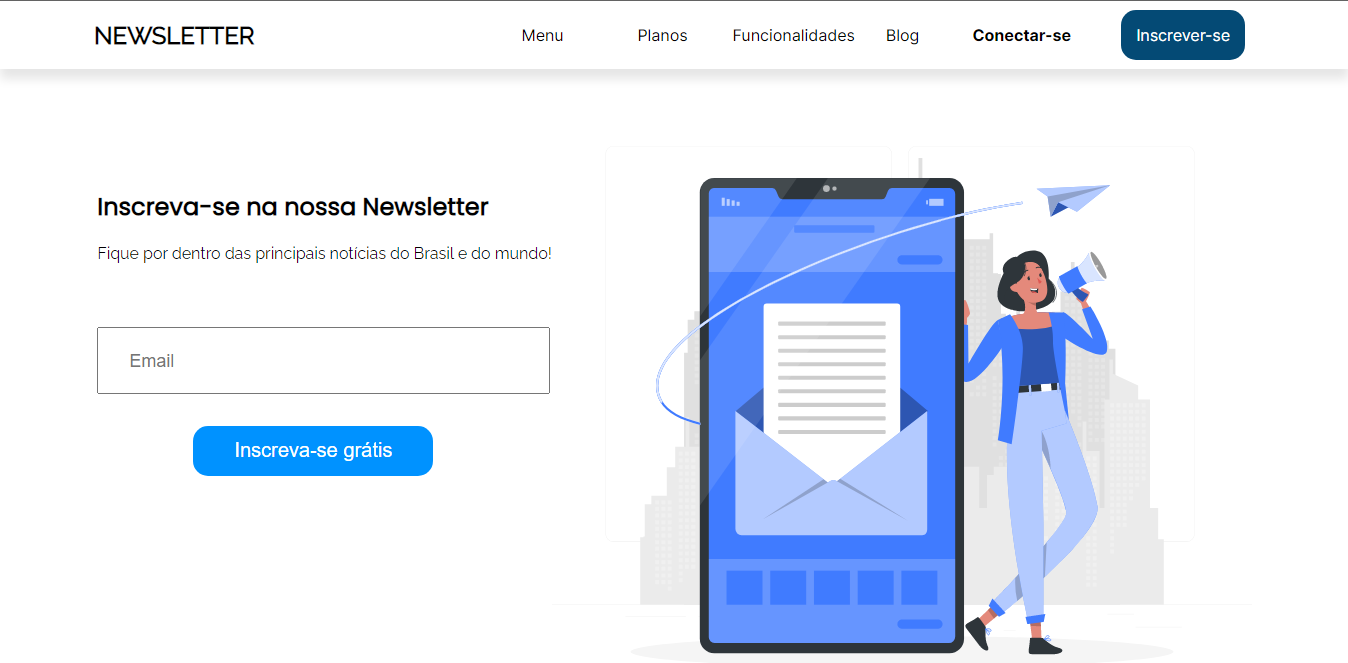 NEWSLETTER
Menu Planos Funcionalidades Blog Conectar-se Inscrever-se
Inscreva-se na nossa Newsletter
Fique por dentro das principais notícias do Brasil e do mundo!
Email
Inscreva-se grátis